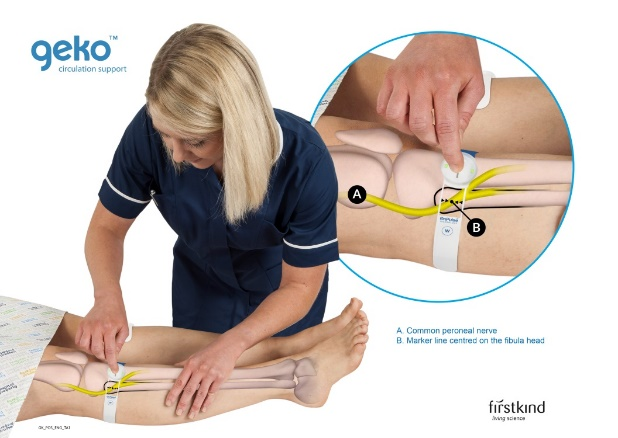 geko™
circulation support
A
B
W
A. Common peroneal nerve
B. Marker line centred on the fibula head
firstkind
living science